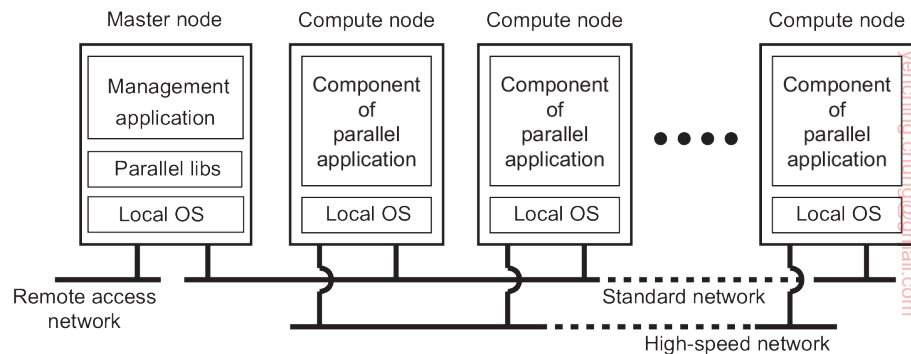 Master node
Compute node
Compute node
Compute node
Management
application
Parallel libs
Local OS
Component
of
parallel
application
Local OS
Component
of
parallel
application
Local OS
Component
of
parallel
application
Local OS
Remote access
network
Standard network
High-speed network